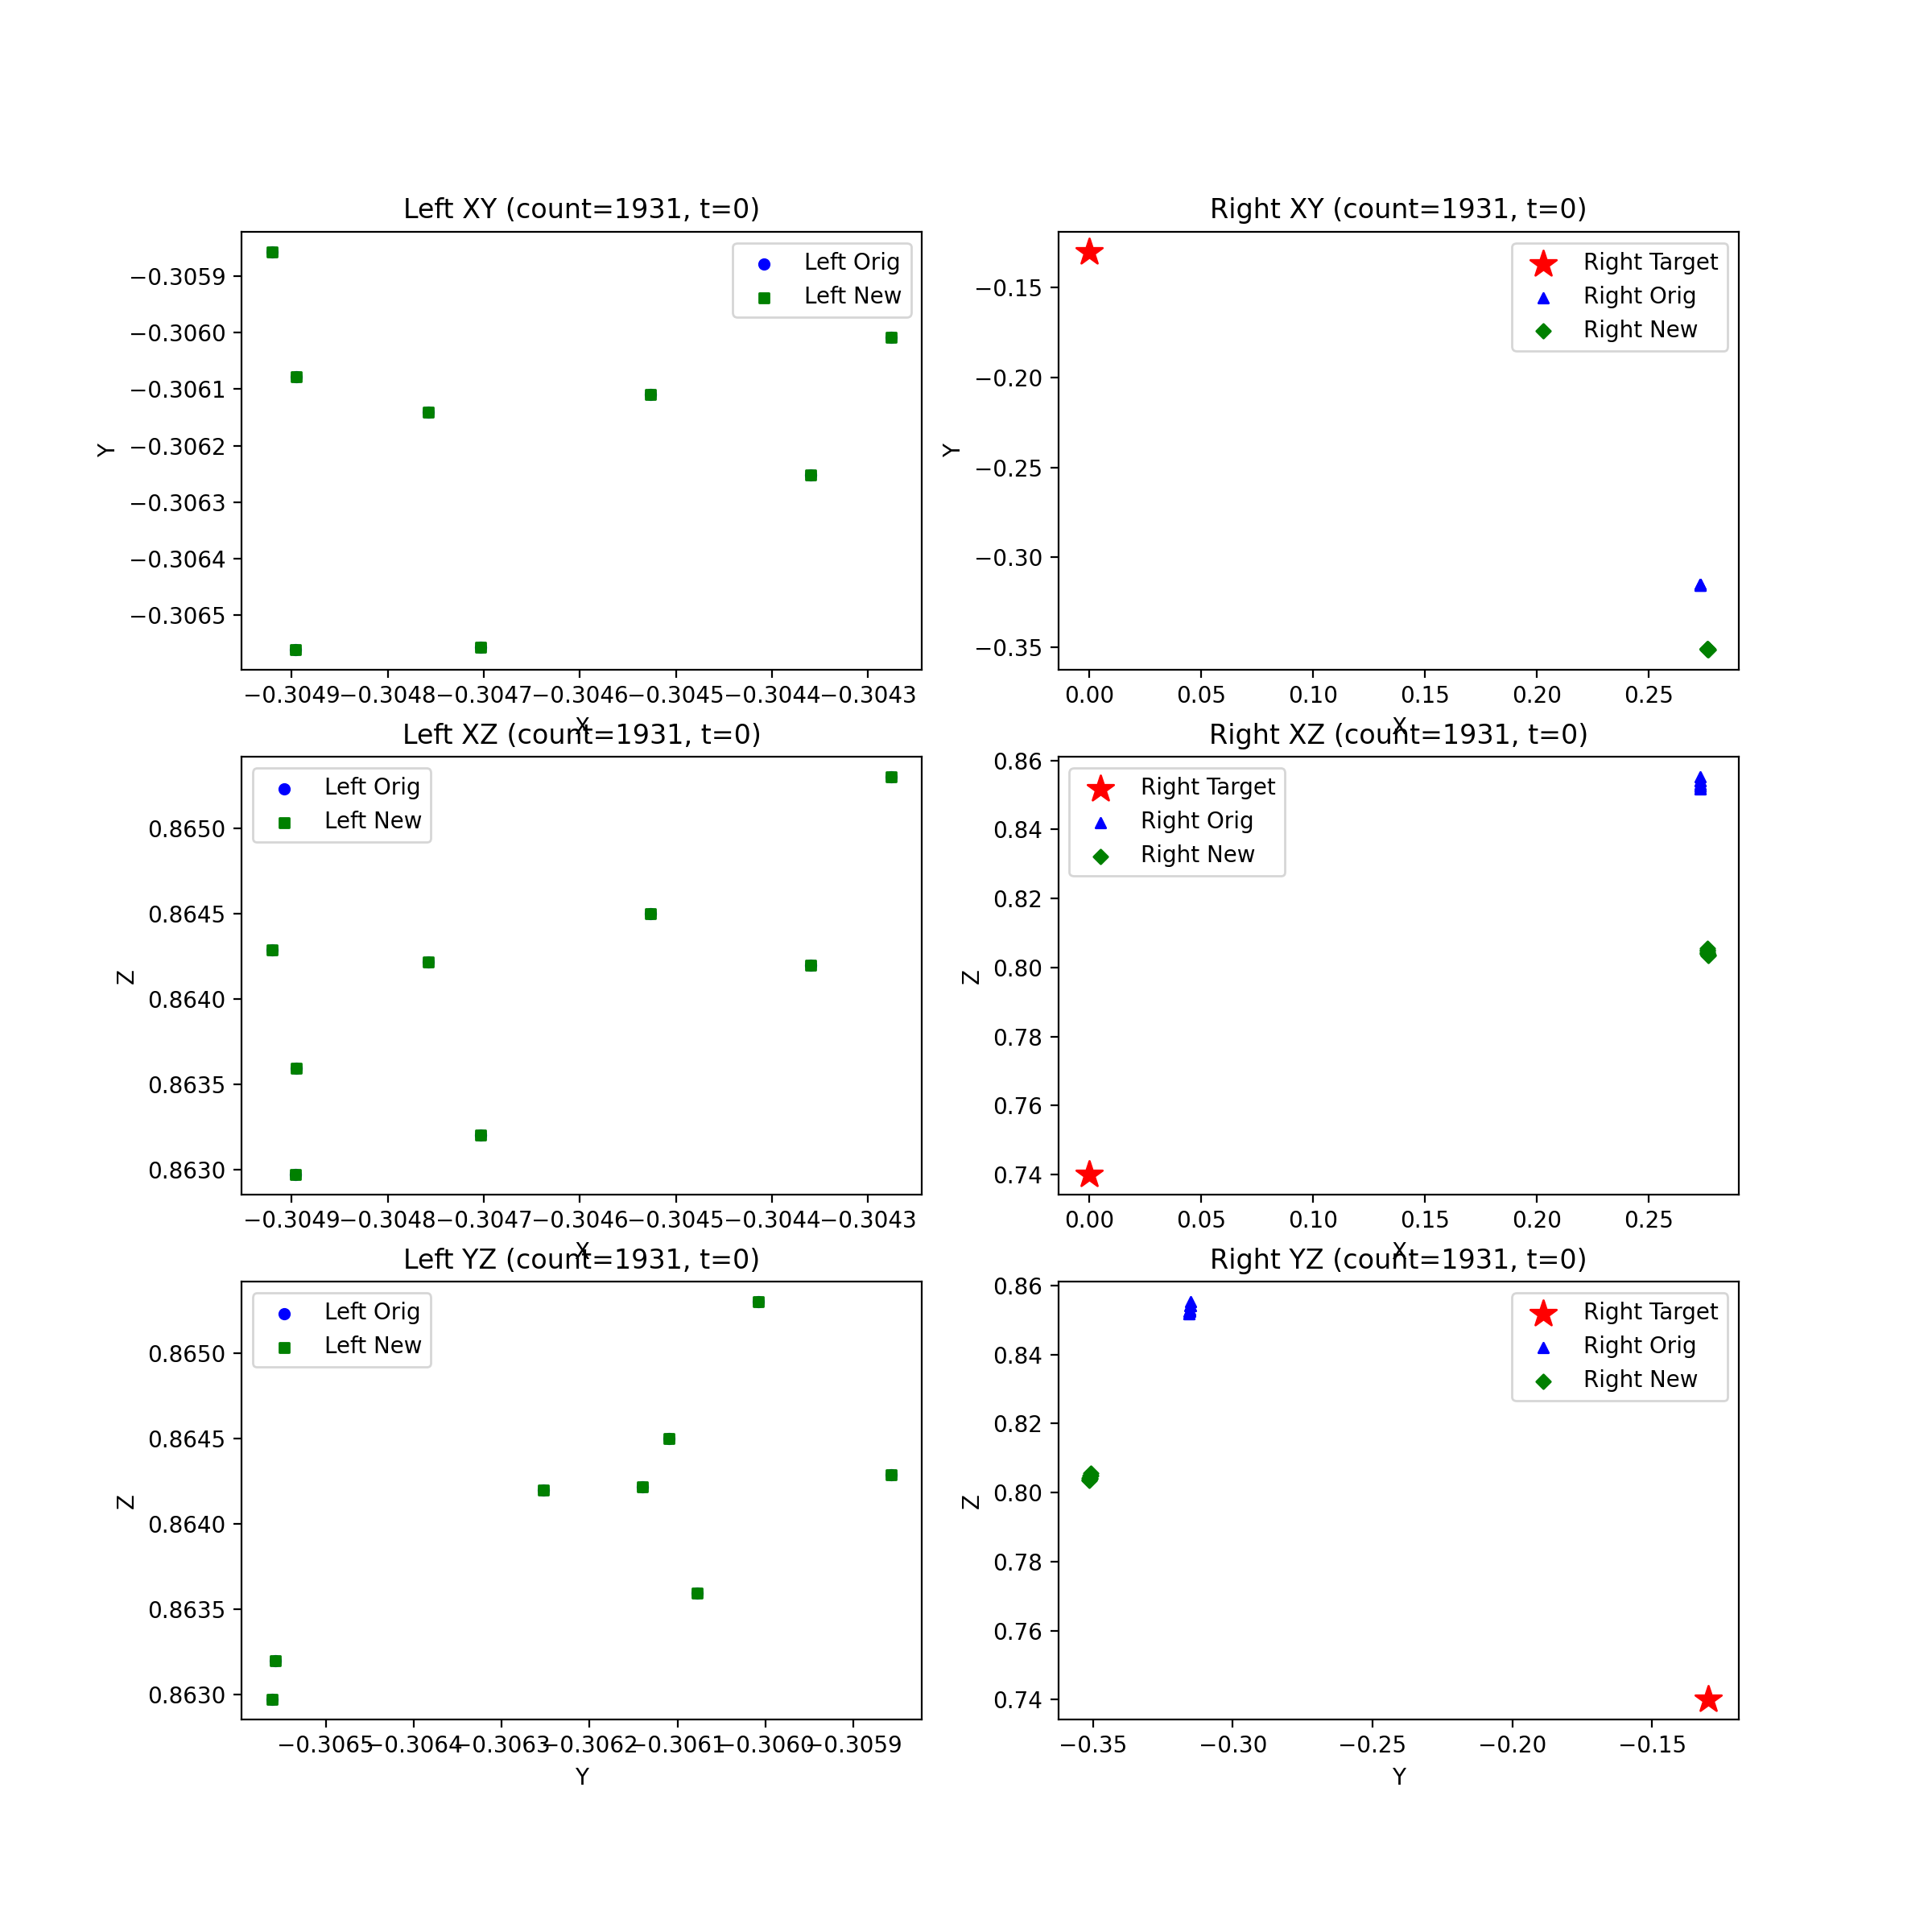 Left XY (count=1931, t=0)
Left Orig
Left New
−0.3059
−0.3060
−0.3061
−0.3062
−0.3063
−0.3064
−0.3065
Y
−0.3049 −0.3048 −0.3047 −0.3046 −0.3045 −0.3044 −0.3043
X
Right XY (count=1931, t=0)
Right Target
Right Orig
Right New
−0.15
−0.20
−0.25
−0.30
−0.35
Y
0.00 0.05 0.10 0.15 0.20 0.25
X
Left XZ (count=1931, t=0)
Left Orig
Left New
0.8650
0.8645
0.8640
0.8635
0.8630
Z
−0.3049 −0.3048 −0.3047 −0.3046 −0.3045 −0.3044 −0.3043
X
Right XZ (count=1931, t=0)
Right Target
Right Orig
Right New
0.86
0.84
0.82
0.80
0.78
0.76
0.74
Z
0.00 0.05 0.10 0.15 0.20 0.25
X
Left YZ (count=1931, t=0)
Left Orig
Left New
0.8650
0.8645
0.8640
0.8635
0.8630
Z
−0.3065 −0.3064 −0.3063 −0.3062 −0.3061 −0.3060 −0.3059
Y
Right YZ (count=1931, t=0)
Right Target
Right Orig
Right New
0.86
0.84
0.82
0.80
0.78
0.76
0.74
Z
−0.35 −0.30 −0.25 −0.20 −0.15
Y